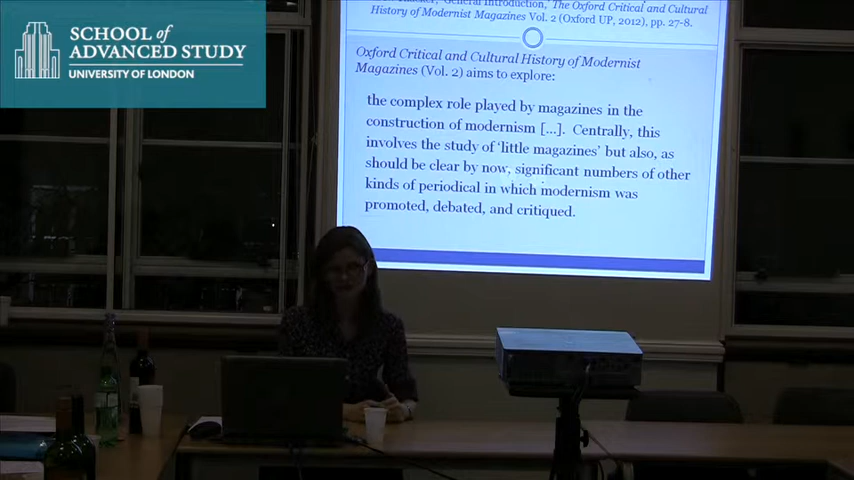 SCHOOL of
ADVANCED STUDY
UNIVERSITY OF LONDON
'General Introduction,' The Oxford Critical and Cultural
History of Modernist Magazines Vol. 2 (Oxford UP, 2012), pp. 27-8.
Oxford Critical and Cultural History of Modernist
Magazines (Vol. 2) aims to explore:
the complex role played by magazines in the
construction of modernism [...]. Centrally, this
involves the study of 'little magazines' but also, as
should be clear by now, significant numbers of other
kinds of periodical in which modernism was
promoted, debated, and critiqued.